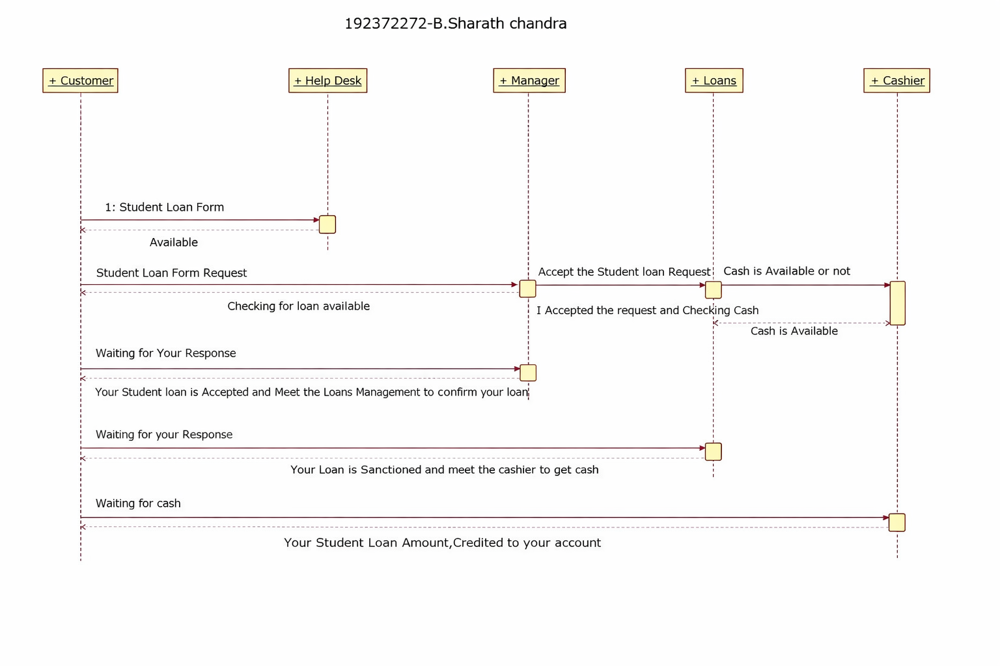 192372272-B.Sharath chandra
+ Customer
+ Help Desk
+ Manager
+ Loans
+ Cashier
1: Student Loan Form
Available
Student Loan Form Request
Accept the Student loan Request
Cash is Available or not
Checking for loan available
I Accepted the request and Checking Cash
Cash is Available
Waiting for Your Response
Your Student loan is Accepted and Meet the Loans Management to confirm your loan
Waiting for your Response
Your Loan is Sanctioned and meet the cashier to get cash
Waiting for cash
Your Student Loan Amount,Credited to your account